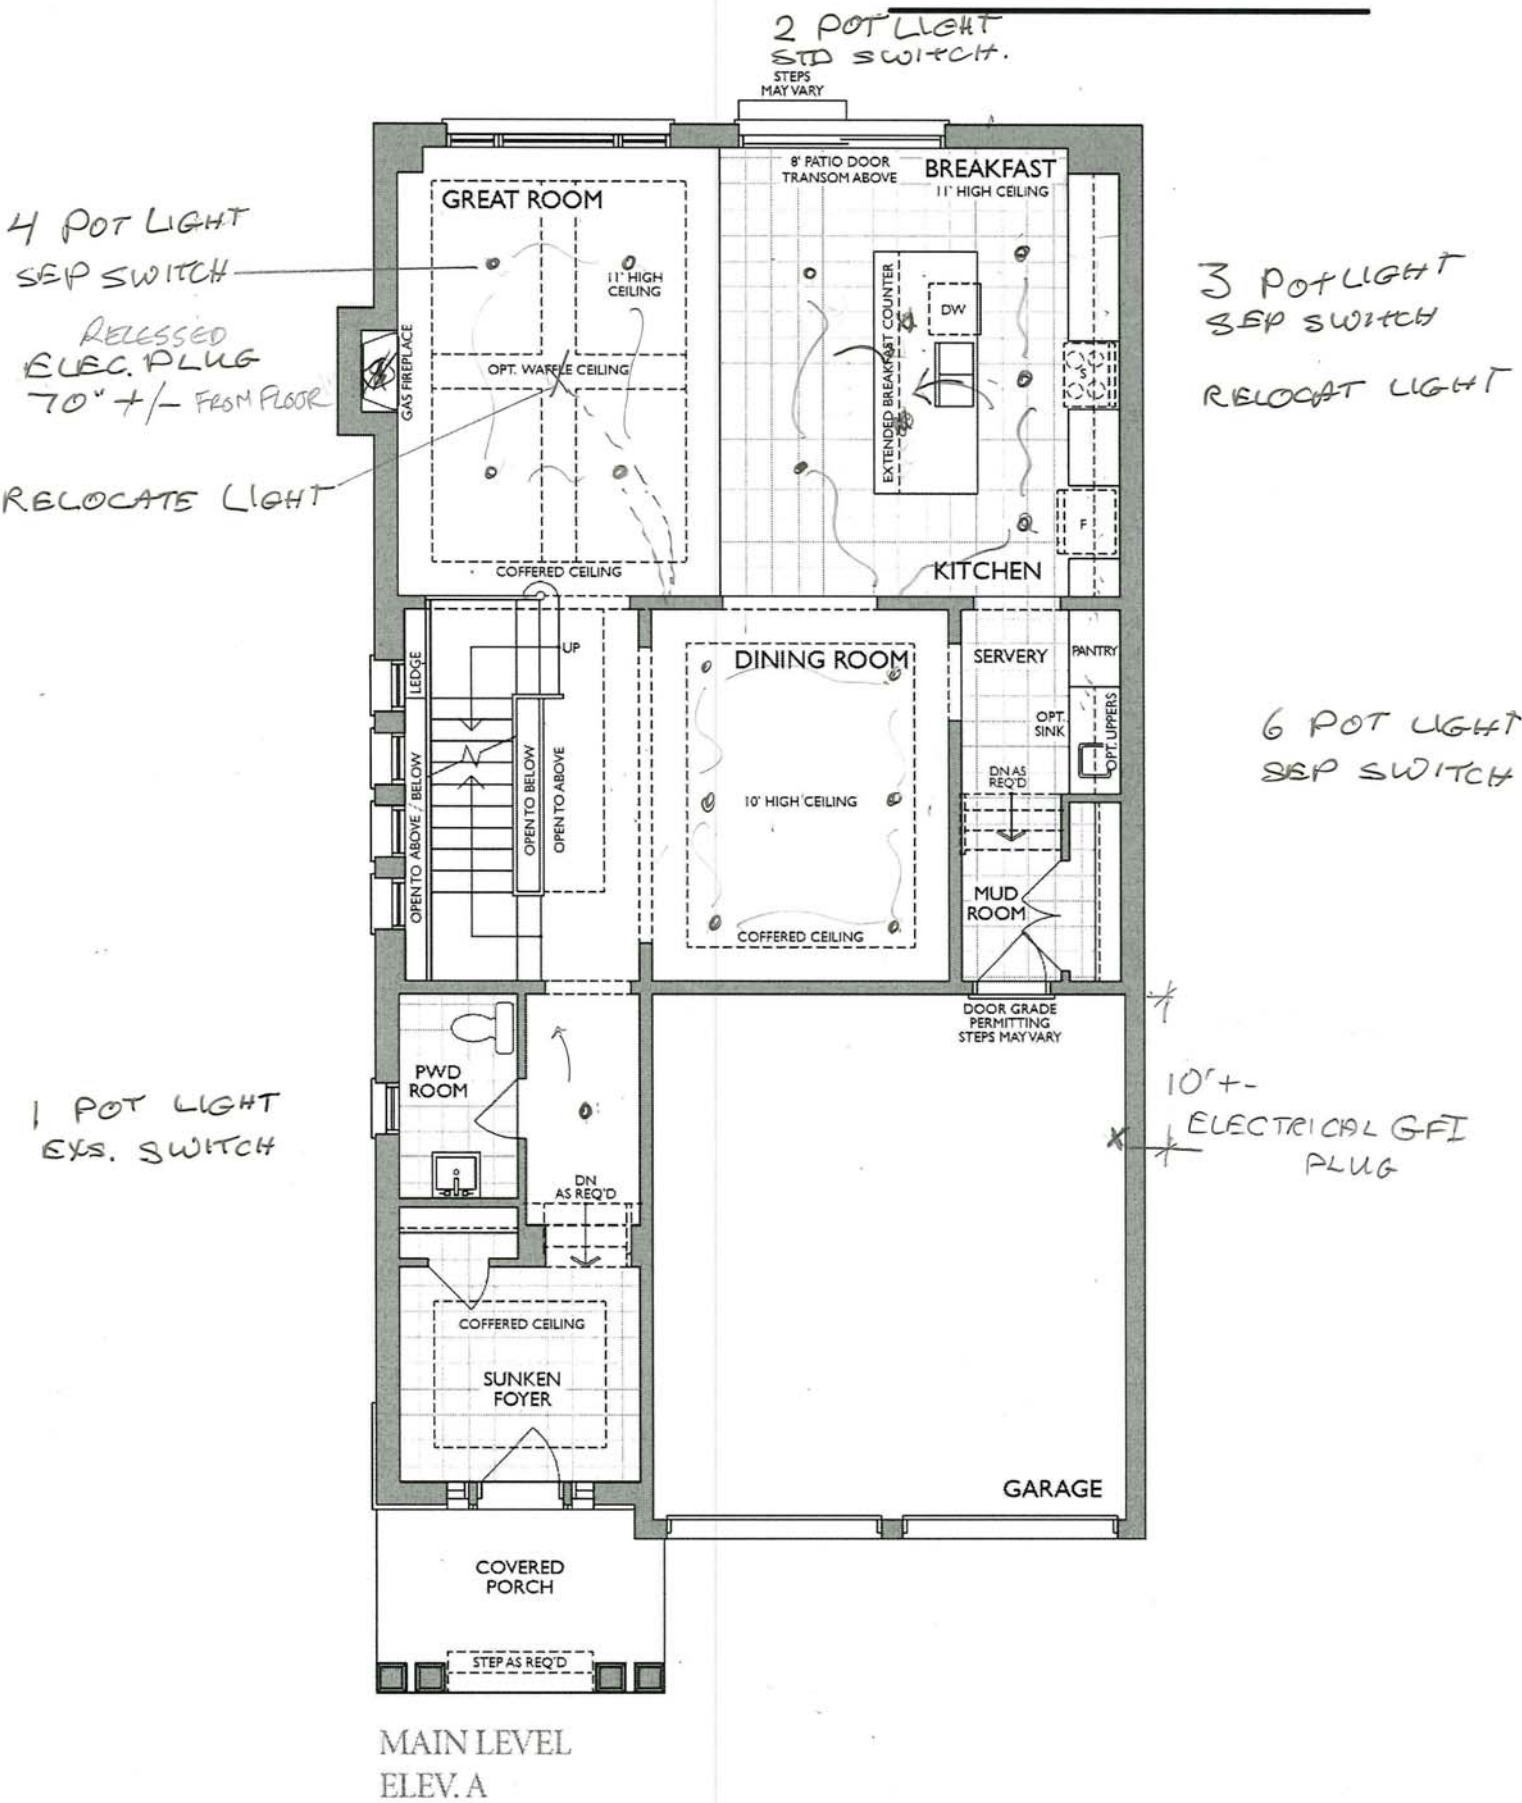 2 POT LIGHT
STD SWITCH.
STEPS
MAY VARY
8' PATIO DOOR
TRANSOM ABOVE
BREAKFAST
11' HIGH CEILING
GREAT ROOM
4 POT LIGHT
SEP SWITCH
11' HIGH
CEILING
EXTENDED BREAKFAST COUNTER
DW
3 POT LIGHT
SEP SWITCH
RELOCAT LIGHT
RELESSED
ELEC. PLUG
70" +/- FROM FLOOR
GAS FIREPLACE
OPT. WAFFLE CEILING
S
RELOCATE LIGHT
F
COFFERED CEILING
KITCHEN
UP
LEDGE
DINING ROOM
SERVERY
PANTRY
OPT.
SINK
OPT. UPPERS
6 POT LIGHT
SEP SWITCH
OPEN TO ABOVE / BELOW
OPEN TO BELOW
OPEN TO ABOVE
10' HIGH CEILING
DN AS
REQ'D
MUD
ROOM
COFFERED CEILING
DOOR GRADE
PERMITTING
STEPS MAY VARY
PWD
ROOM
1 POT LIGHT
EXS. SWITCH
10'+-
ELECTRICAL GFI
PLUG
DN
AS REQ'D
COFFERED CEILING
SUNKEN
FOYER
GARAGE
COVERED
PORCH
STEP AS REQ'D
MAIN LEVEL
ELEV. A